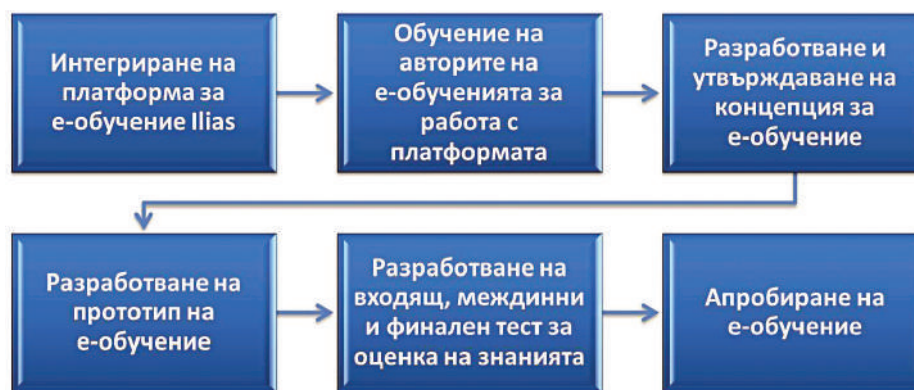 Интегриране на
платформа за
е-обучение Ilias
Обучение на
авторите на
е-обученията за
работа с
платформата
Разработване и
утвърждаване на
концепция за
е-обучение
Разработване на
прототип на
е-обучение
Разработване на
входящ, междинни
и финален тест за
оценка на знанията
Апробиране на
е-обучение